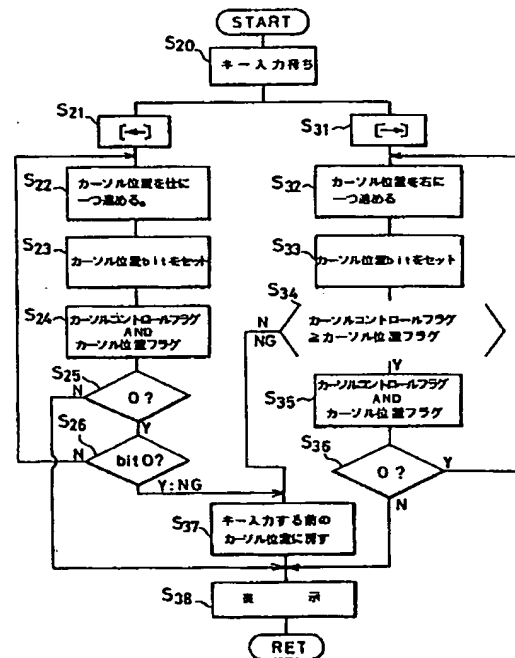 START
S20
キー入力待ち
S21
[←]
S22
カーソル位置を左に
一つ進める。
S23
カーソル位置bitをセット
S24
カーソルコントロールフラグ
AND
カーソル位置フラグ
S25
0?
N
Y
S26
bit0?
N
Y:NG
S31
[→]
S32
カーソル位置を右に
一つ進める
S33
カーソル位置bitをセット
S34
カーソルコントロールフラグ
≧カーソル位置フラグ
N
NG
Y
S35
カーソルコントロールフラグ
AND
カーソル位置フラグ
S36
0?
Y
N
S37
キー入力する前の
カーソル位置に戻す
S38
表 示
RET